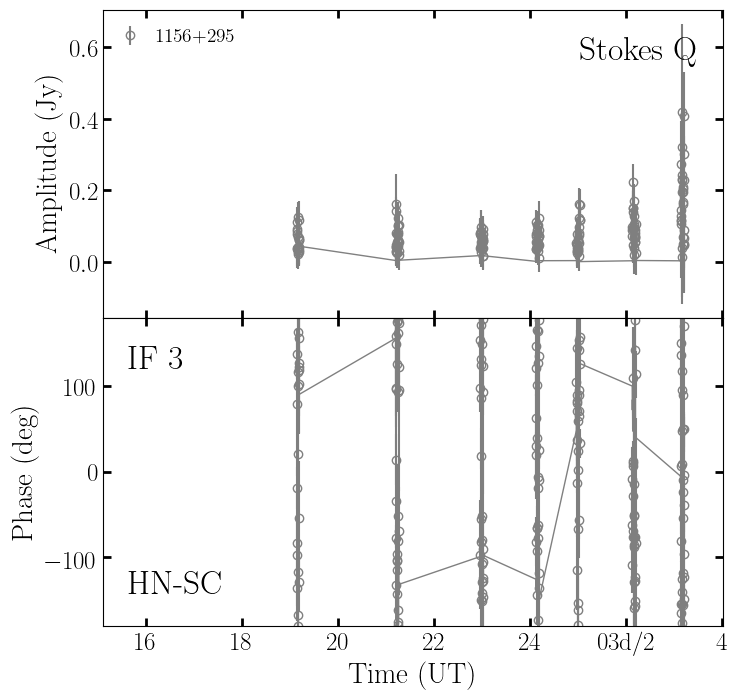 1156+295
Stokes Q
0.6
0.4
0.2
0.0
Amplitude (Jy)
IF 3
100
0
−100
Phase (deg)
HN-SC
16 18 20 22 24 03d/2 4
Time (UT)